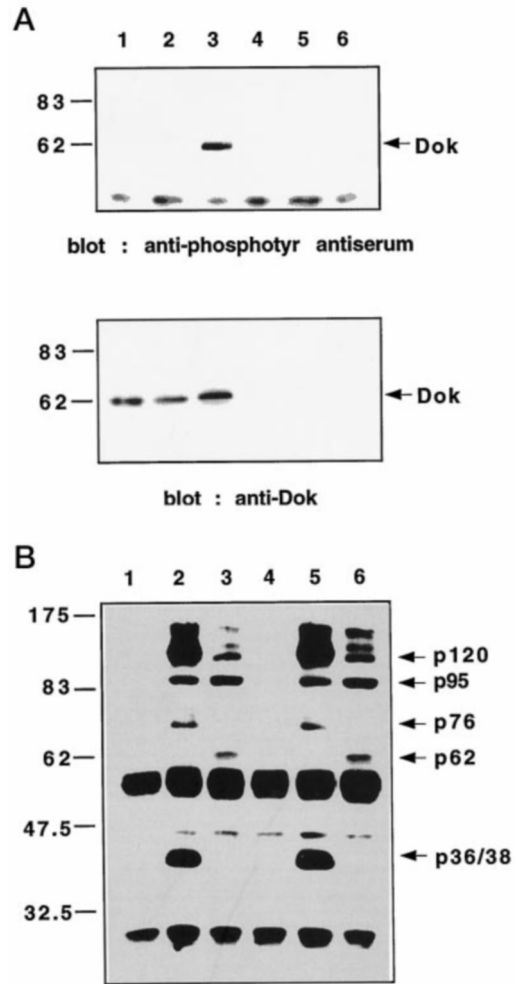 A
1 2 3 4 5 6
83
62
Dok
blot : anti-phosphotyr antiserum
83
62
Dok
blot : anti-Dok
B
1 2 3 4 5 6
175
83
62
47.5
32.5
p120
p95
p76
p62
p36/38